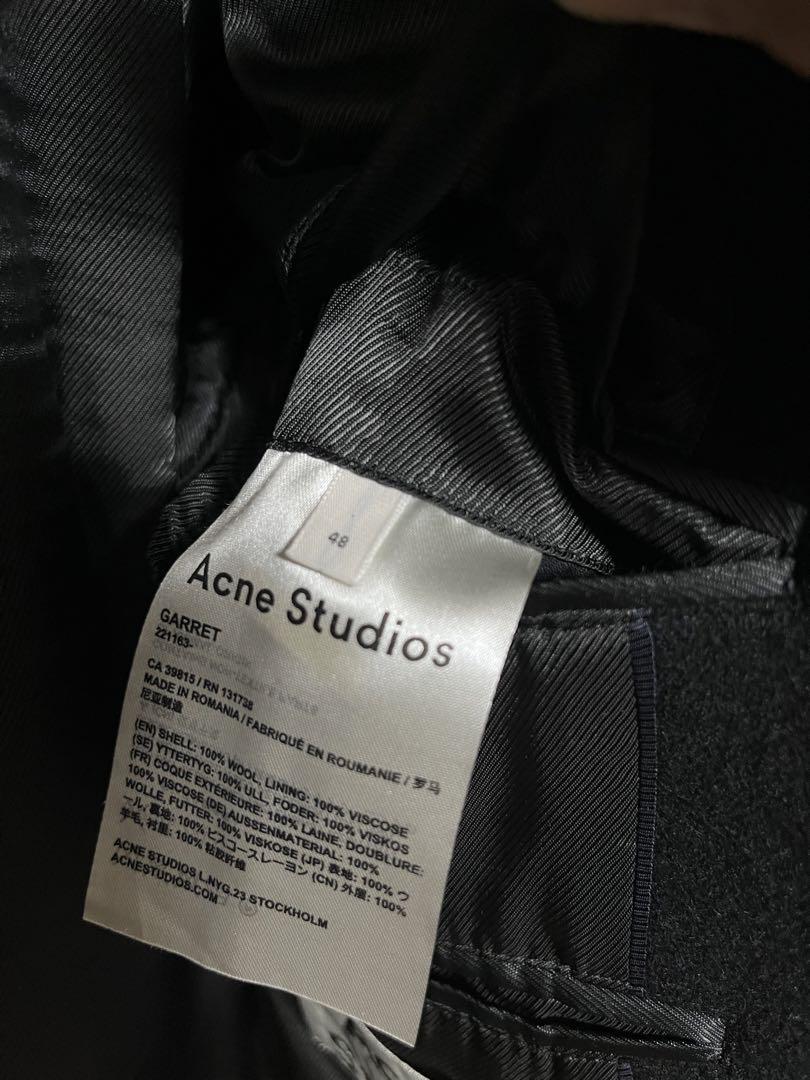 48
Acne Studios
GARRET
221163-
CA 39815 / RN 131738
MADE IN ROMANIA / FABRIQUÉ EN ROUMANIE / 罗马
尼亚制造
(EN) SHELL: 100% WOOL, LINING: 100% VISCOSE
(SE) YTTERTYG: 100% ULL, FODER: 100% VISKOS
(FR) COQUE EXTÉRIEURE: 100% LAINE, DOUBLURE:
100% VISCOSE (DE) AUSSENMATERIAL: 100%
WOLLE, FUTTER: 100% VISKOSE (JP) 表地: 100% ウ
ール, 裏地: 100% ビスコースレーヨン (CN) 外层: 100%
羊毛, 衬里: 100% 粘胶纤维
ACNE STUDIOS L.NYG.23 STOCKHOLM
ACNESTUDIOS.COM